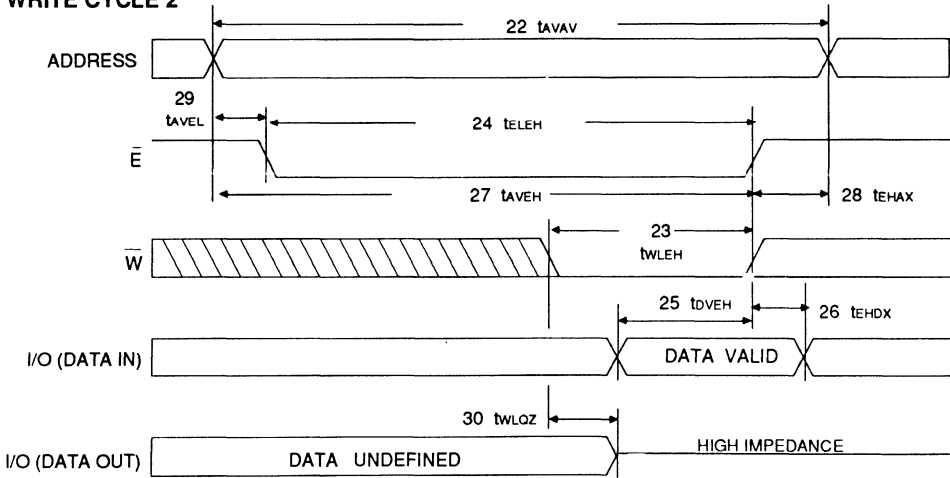 WRITE CYCLE 2
22 tAVAV
ADDRESS
29
tAVEL
24 tELEH
E
27 tAVEH
28 tEHAX
23
tWLEH
W
25 tDVEH
26 tEHDX
I/O (DATA IN)
DATA VALID
30 tWLQZ
I/O (DATA OUT)
DATA UNDEFINED
HIGH IMPEDANCE